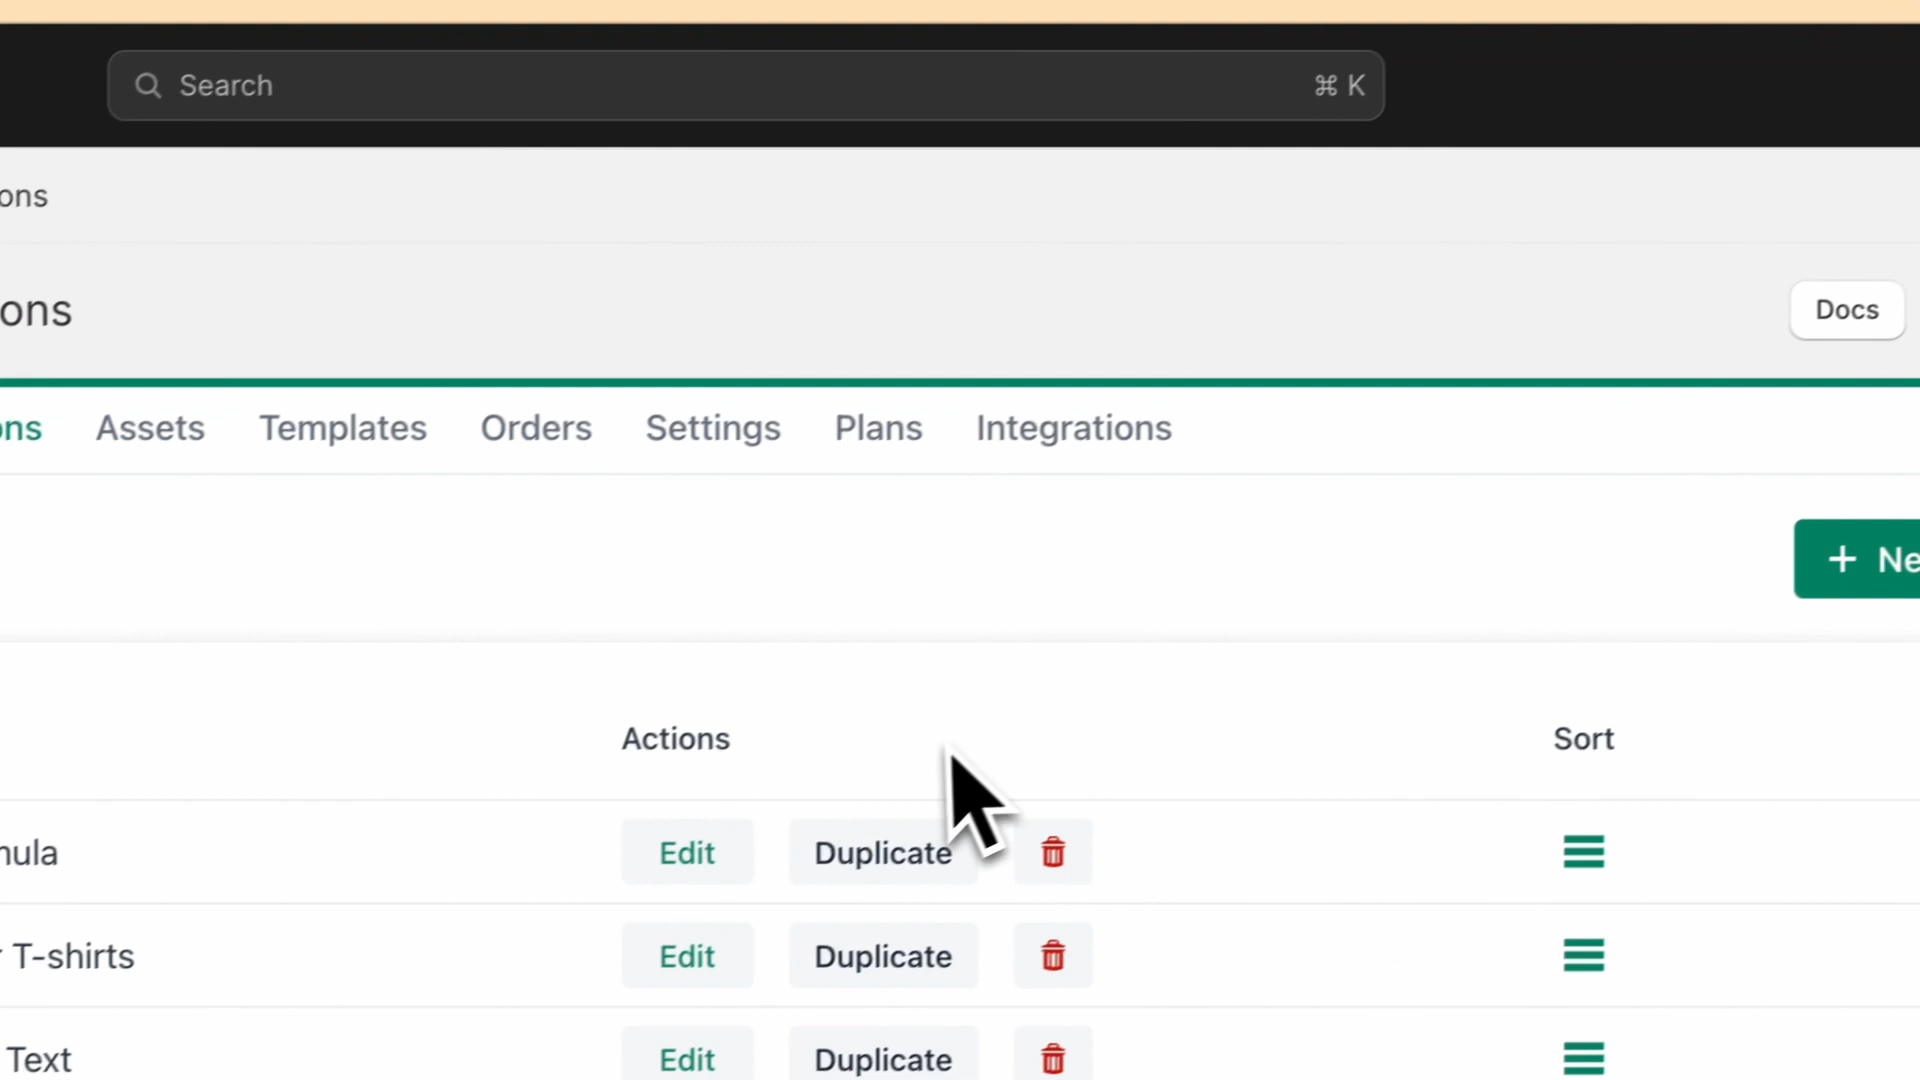 Search ⌘ K
ons
ons
Docs
ons Assets Templates Orders Settings Plans Integrations
+ Ne
Actions Sort
nula Edit Duplicate
T-shirts Edit Duplicate
Text Edit Duplicate